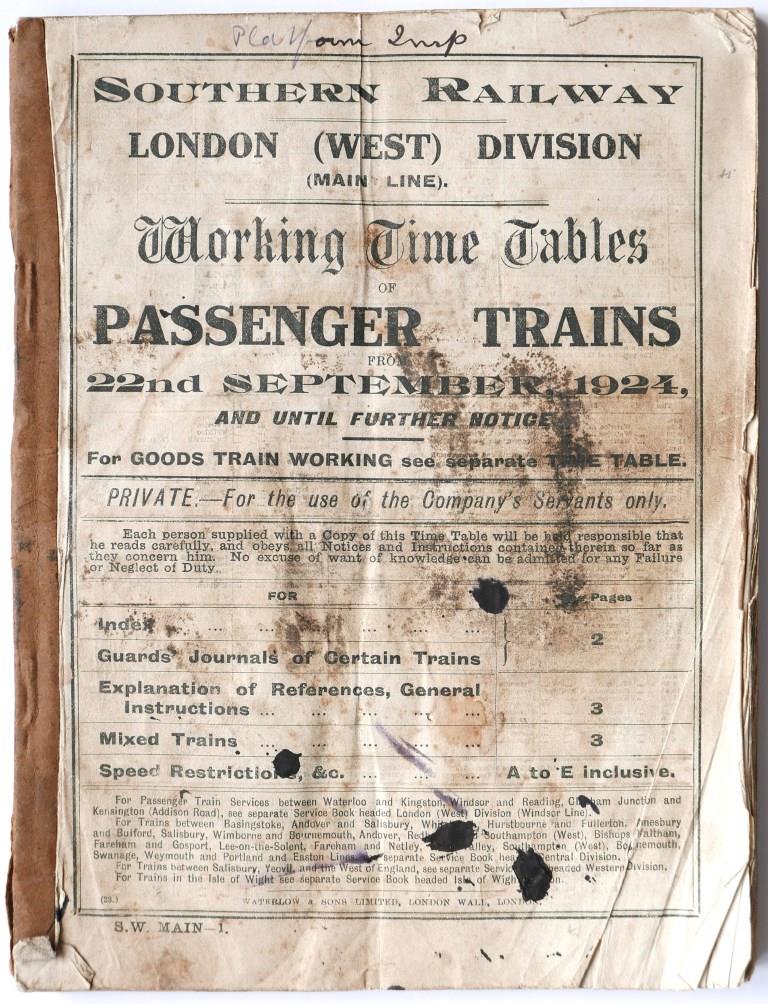 Platform Insp
SOUTHERN RAILWAY
LONDON (WEST) DIVISION
(MAIN LINE).
Working Time Tables
OF
PASSENGER TRAINS
FROM
22nd SEPTEMBER, 1924,
AND UNTIL FURTHER NOTICE
For GOODS TRAIN WORKING see separate TIME TABLE.
PRIVATE.—For the use of the Company's Servants only.
Each person supplied with a Copy of this Time Table will be held responsible that
he reads carefully, and obeys all Notices and Instructions contained therein so far as
they concern him. No excuse of want of knowledge can be admitted for any Failure
or Neglect of Duty.
FOR Pages
Index ... ... ... ... ...
2
Guards' Journals of Certain Trains
Explanation of References, General
Instructions ... ... ... ... ... 3
Mixed Trains ... ... ... ... 3
Speed Restrictions, &c. ... ... ... A to E inclusive.
For Passenger Train Services between Waterloo and Kingston, Windsor and Reading, Clapham Junction and
Kensington (Addison Road), see separate Service Book headed London (West) Division (Windsor Line).
For Trains between Basingstoke, Andover and Salisbury, Hurstbourne and Fullerton, Amesbury
and Bulford, Salisbury, Wimborne and Bournemouth, Andover, Southampton (West), Bishops Waltham,
Fareham and Gosport, Lee-on-the-Solent, Fareham and Netley, Southampton (West), Bournemouth,
Swanage, Weymouth and Portland and Easton Lines separate Service Book Central Division.
For Trains between Salisbury, Yeovil, and the West of England, see separate Service headed Western Division.
For Trains in the Isle of Wight see separate Service Book headed Isle of
(23.) WATERLOW & SONS LIMITED, LONDON WALL, LONDON
S.W. MAIN—1.